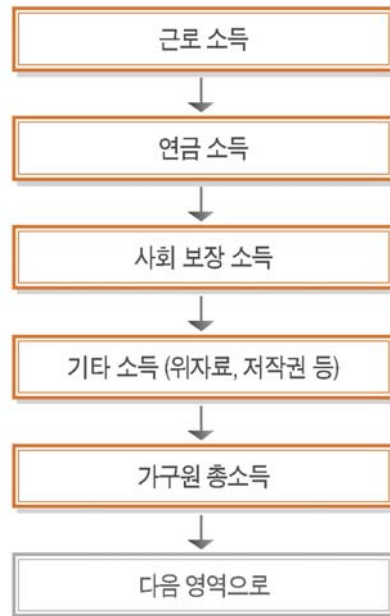 근로 소득
연금 소득
사회 보장 소득
기타 소득 (위자료, 저작권 등)
가구원 총소득
다음 영역으로